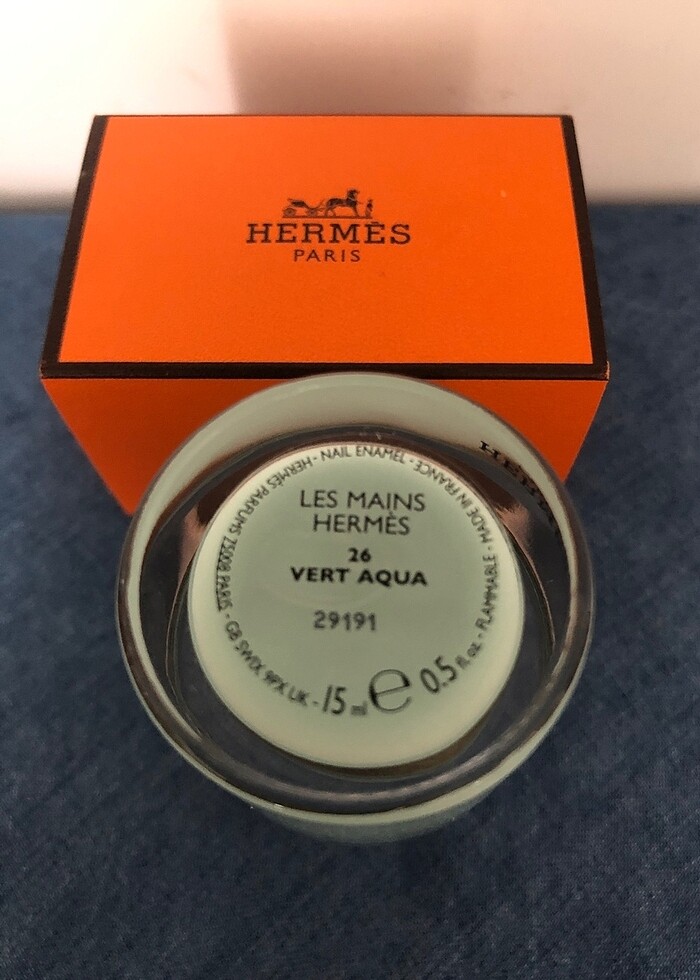 HERMÈS
PARIS
LES MAINS
HERMÈS
26
VERT AQUA
29191
HERMÈS PARFUMS 75008 PARIS - GB SW1X 9PX UK - 15 ml e 0.5 fl.oz. - FLAMMABLE - MADE IN FRANCE - NAIL ENAMEL -